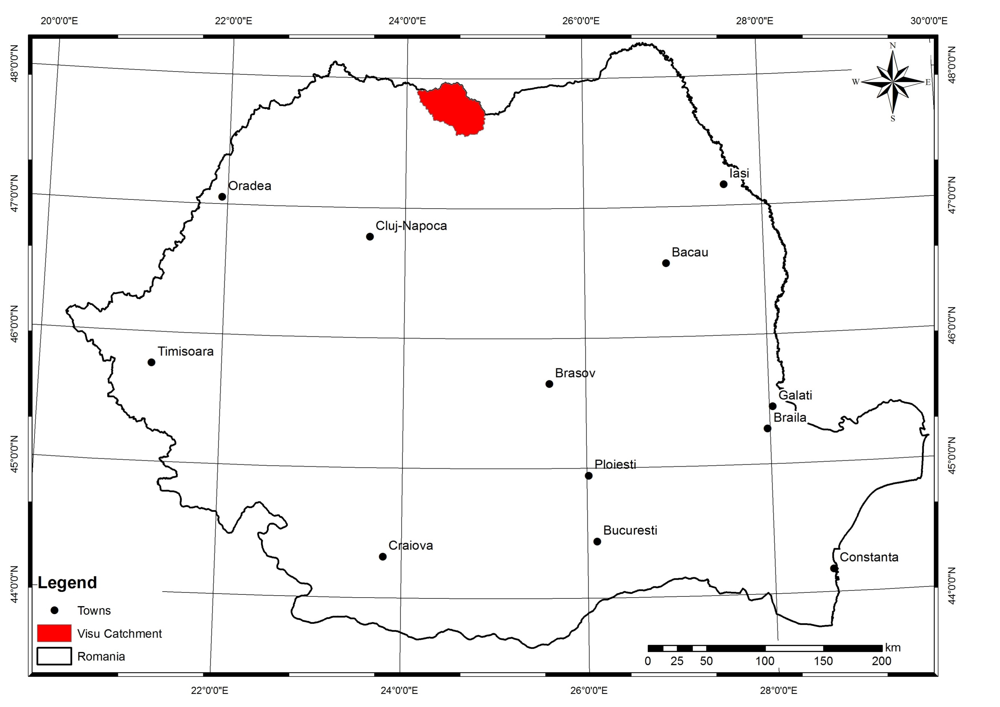 20°0'0"E 22°0'0"E 24°0'0"E 26°0'0"E 28°0'0"E 30°0'0"E
48°0'0"N
48°0'0"N
N
W E
S
Iasi
Oradea
47°0'0"N
47°0'0"N
Cluj-Napoca
Bacau
46°0'0"N
46°0'0"N
Timisoara
Brasov
Galati
Braila
45°0'0"N
45°0'0"N
Ploiesti
Bucuresti
Craiova
Constanta
44°0'0"N
44°0'0"N
Legend
Towns
Visu Catchment
Romania
km
0 25 50 100 150 200
22°0'0"E 24°0'0"E 26°0'0"E 28°0'0"E